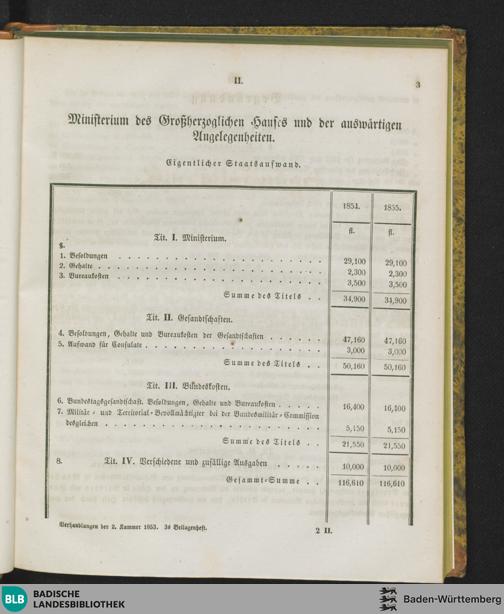 II.
3
Ministerium des Großherzoglichen Hauses und der auswärtigen
Angelegenheiten.
Eigentlicher Staatsaufwand.
1854. 1855.
fl. fl.
Tit. I. Ministerium.
§.
1. Besoldungen . . . 29,100 29,100
2. Gehalte . . . 2,300 2,300
3. Bureaukosten . . . 3,500 3,500
Summe des Titels . . 34,900 34,900
Tit. II. Gesandtschaften.
4. Besoldungen, Gehalte und Bureaukosten der Gesandtschaften . . . 47,160 47,160
5. Aufwand für Consulate . . . 3,000 3,000
Summe des Titels . . 50,160 50,160
Tit. III. Bundeskosten.
6. Bundestagsgesandtschaft, Besoldungen, Gehalte und Bureaukosten . . . 16,400 16,400
7. Militär- und Territorial-Bevollmächtigter bei der Bundesmilitär-Commission
desgleichen . . . 5,150 5,150
Summe des Titels . . 21,550 21,550
8. Tit. IV. Verschiedene und zufällige Ausgaben . . . 10,000 10,000
Gesammt-Summe . . 116,610 116,610
Verhandlungen der 2. Kammer 1853. 3s Beilagenheft.
2 II.
BLB
BADISCHE
LANDESBIBLIOTHEK
Baden-Württemberg